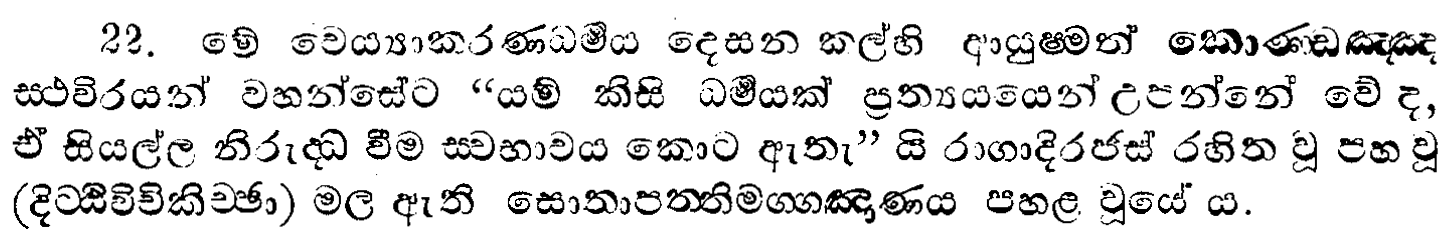 22. මේ වෙය්‍යාකරණධර්‍මය දෙසන කල්හි ආයුෂ්මත් කොණ්ඩඤ්ඤ
ස්ථවිරයන් වහන්සේට “යම් කිසි ධර්‍මයක් ප්‍රත්‍යයයෙන් උපන්නේ වේ ද,
ඒ සියල්ල නිරුද්ධ වීම ස්වභාවය කොට ඇතැ” යි රාගාදිරජස් රහිත වූ පහ වූ
(දිට්ඨිවිචිකිච්ඡා) මල ඇති සොතාපත්තිමග්ගඤාණය පහළ වූයේ ය.